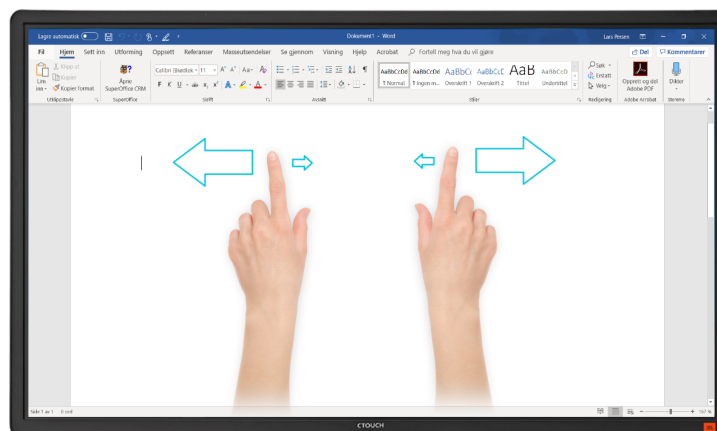 Lagre automatisk
Dokument1 - Word
Lars Persen
Fil Hjem Sett inn Utforming Oppsett Referanser Masseutsendelser Se gjennom Visning Hjelp Acrobat Fortell meg hva du vil gjøre
Del Kommentarer
Lim inn
Klipp ut
Kopier
Kopier format
Utklippstavle
Åpne SuperOffice CRM
SuperOffice
Calibri (Brødtek 11
F K U ab x, x²
Skrift
Avsnitt
AaBbCcDd AaBbCcDd AaBbCc AaBbCcC AaB AaBbCcD
¶ Normal ¶ Ingen m... Overskrift 1 Overskrift 2 Tittel Undertittel
Stiler
Søk
Erstatt
Velg
Redigering
Opprett og del Adobe PDF
Adobe Acrobat
Dikter
Stemme
Side 1 av 1 0 ord
CTOUCH